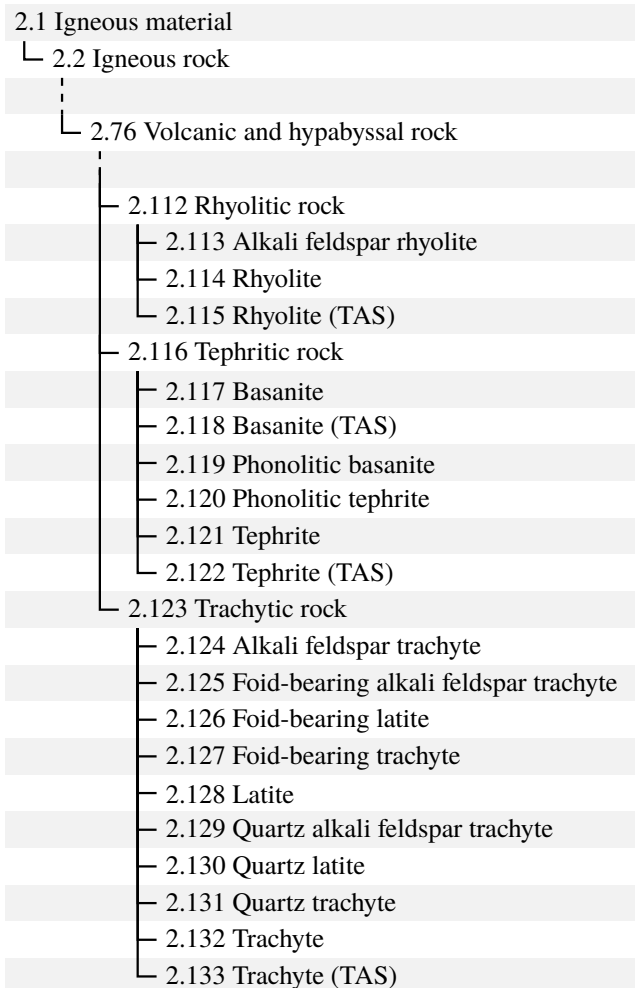 2.1 Igneous material
2.2 Igneous rock
2.76 Volcanic and hypabyssal rock
2.112 Rhyolitic rock
2.113 Alkali feldspar rhyolite
2.114 Rhyolite
2.115 Rhyolite (TAS)
2.116 Tephritic rock
2.117 Basanite
2.118 Basanite (TAS)
2.119 Phonolitic basanite
2.120 Phonolitic tephrite
2.121 Tephrite
2.122 Tephrite (TAS)
2.123 Trachytic rock
2.124 Alkali feldspar trachyte
2.125 Foid-bearing alkali feldspar trachyte
2.126 Foid-bearing latite
2.127 Foid-bearing trachyte
2.128 Latite
2.129 Quartz alkali feldspar trachyte
2.130 Quartz latite
2.131 Quartz trachyte
2.132 Trachyte
2.133 Trachyte (TAS)